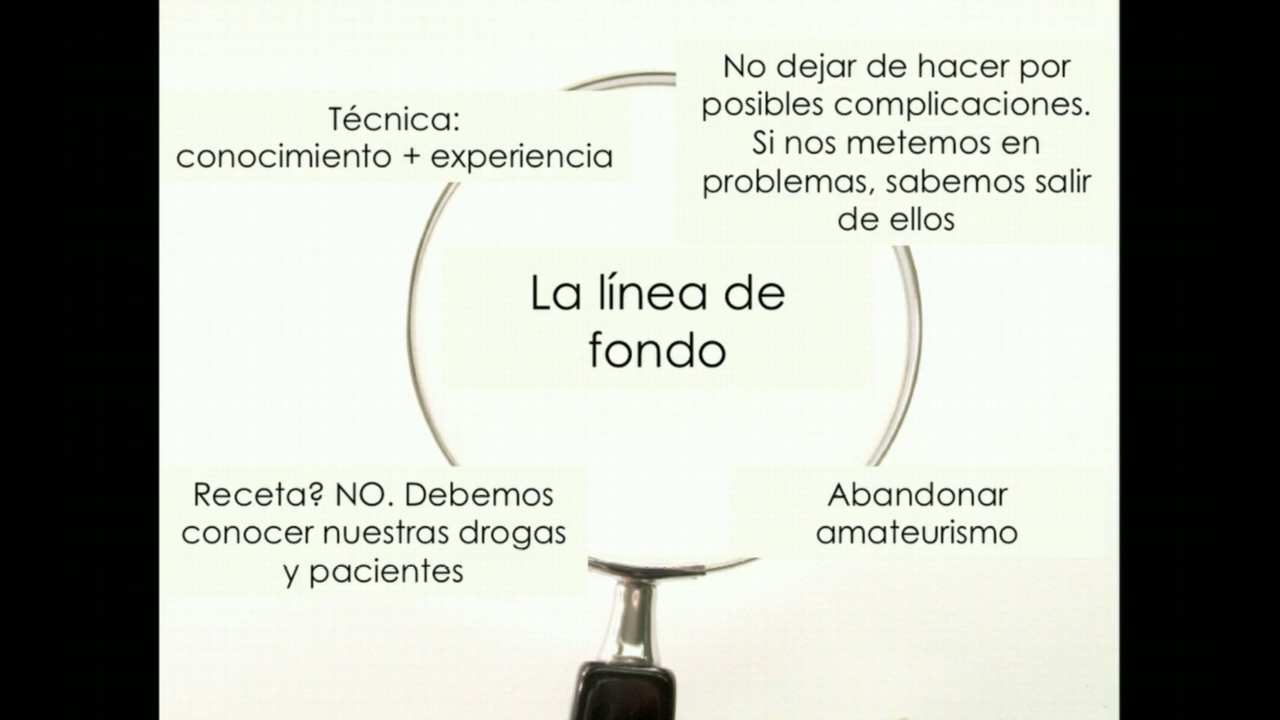 Técnica:
conocimiento + experiencia
No dejar de hacer por
posibles complicaciones.
Si nos metemos en
problemas, sabemos salir
de ellos
La línea de
fondo
Receta? NO. Debemos
conocer nuestras drogas
y pacientes
Abandonar
amateurismo